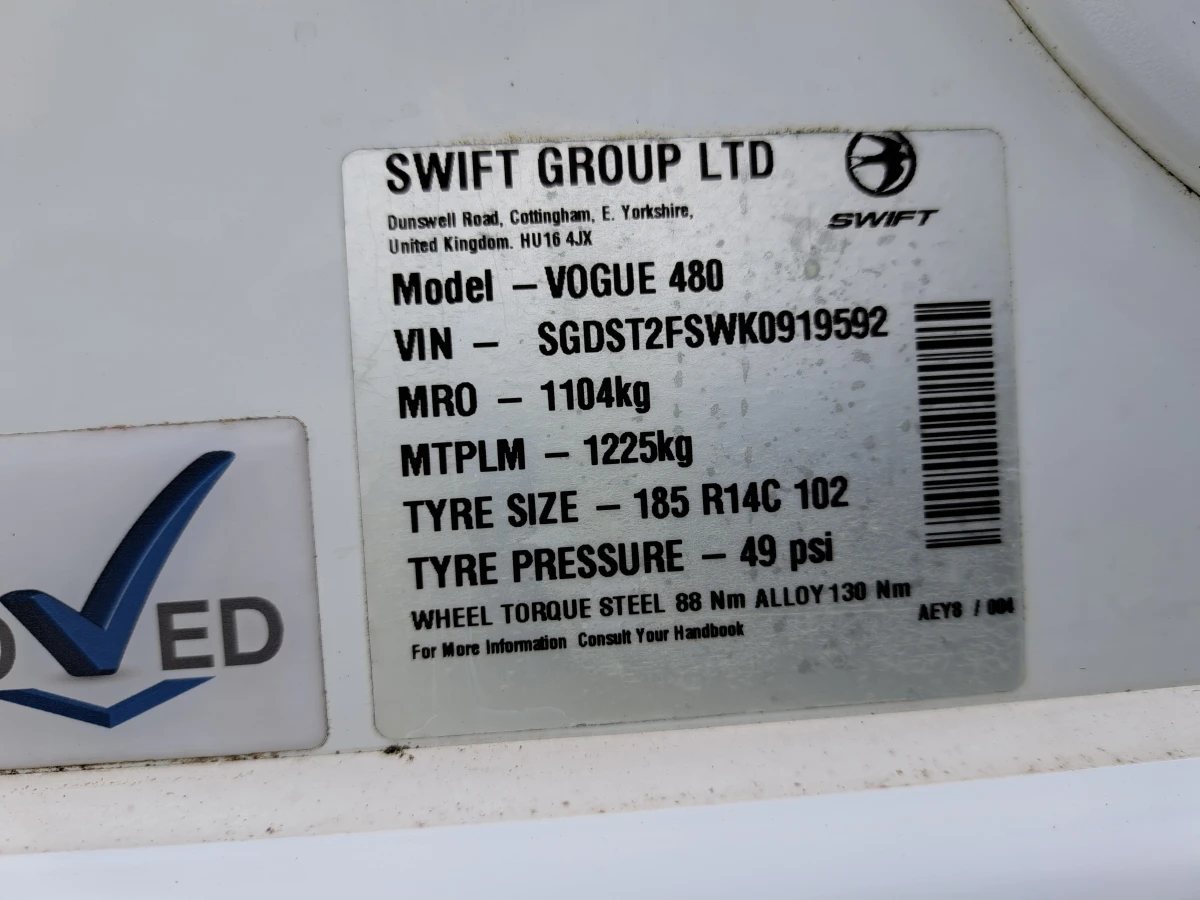 SWIFT GROUP LTD
SWIFT
Dunswell Road, Cottingham, E. Yorkshire,
United Kingdom. HU16 4JX
Model – VOGUE 480
VIN – SGDST2FSWK0919592
MRO – 1104kg
MTPLM – 1225kg
TYRE SIZE – 185 R14C 102
TYRE PRESSURE – 49 psi
WHEEL TORQUE STEEL 88 Nm ALLOY 130 Nm
AEY8 / 004
For More Information Consult Your Handbook
ED